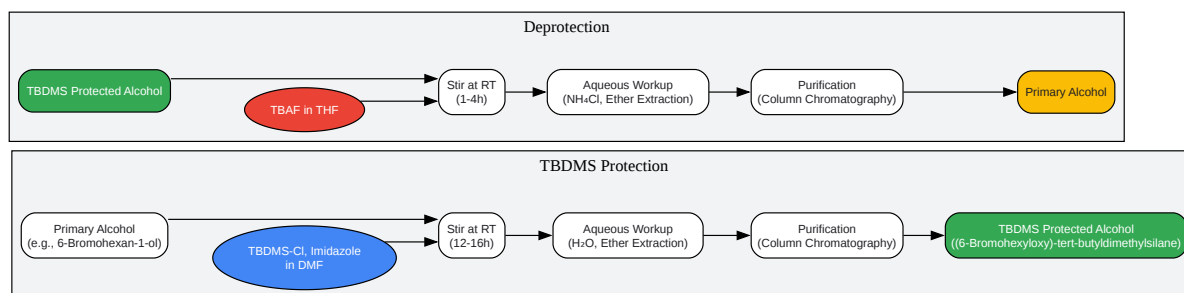 Deprotection
TBDMS Protected Alcohol
TBAF in THF
Stir at RT
(1-4h)
Aqueous Workup
(NH₄Cl, Ether Extraction)
Purification
(Column Chromatography)
Primary Alcohol
TBDMS Protection
Primary Alcohol
(e.g., 6-Bromohexan-1-ol)
TBDMS-Cl, Imidazole
in DMF
Stir at RT
(12-16h)
Aqueous Workup
(H₂O, Ether Extraction)
Purification
(Column Chromatography)
TBDMS Protected Alcohol
((6-Bromohexyloxy)-tert-butyldimethylsilane)